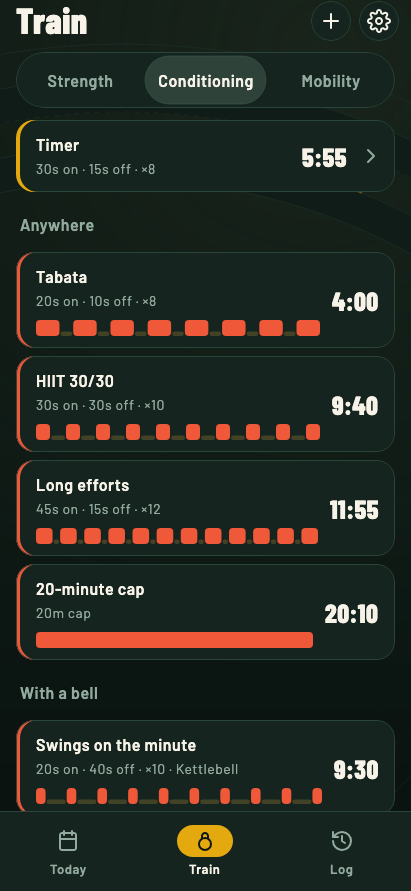 Train
Strength
Conditioning
Mobility
Timer
30s on · 15s off · ×8
5:55
Anywhere
Tabata
20s on · 10s off · ×8
4:00
HIIT 30/30
30s on · 30s off · ×10
9:40
Long efforts
45s on · 15s off · ×12
11:55
20-minute cap
20m cap
20:10
With a bell
Swings on the minute
20s on · 40s off · ×10 · Kettlebell
9:30
Today
Train
Log